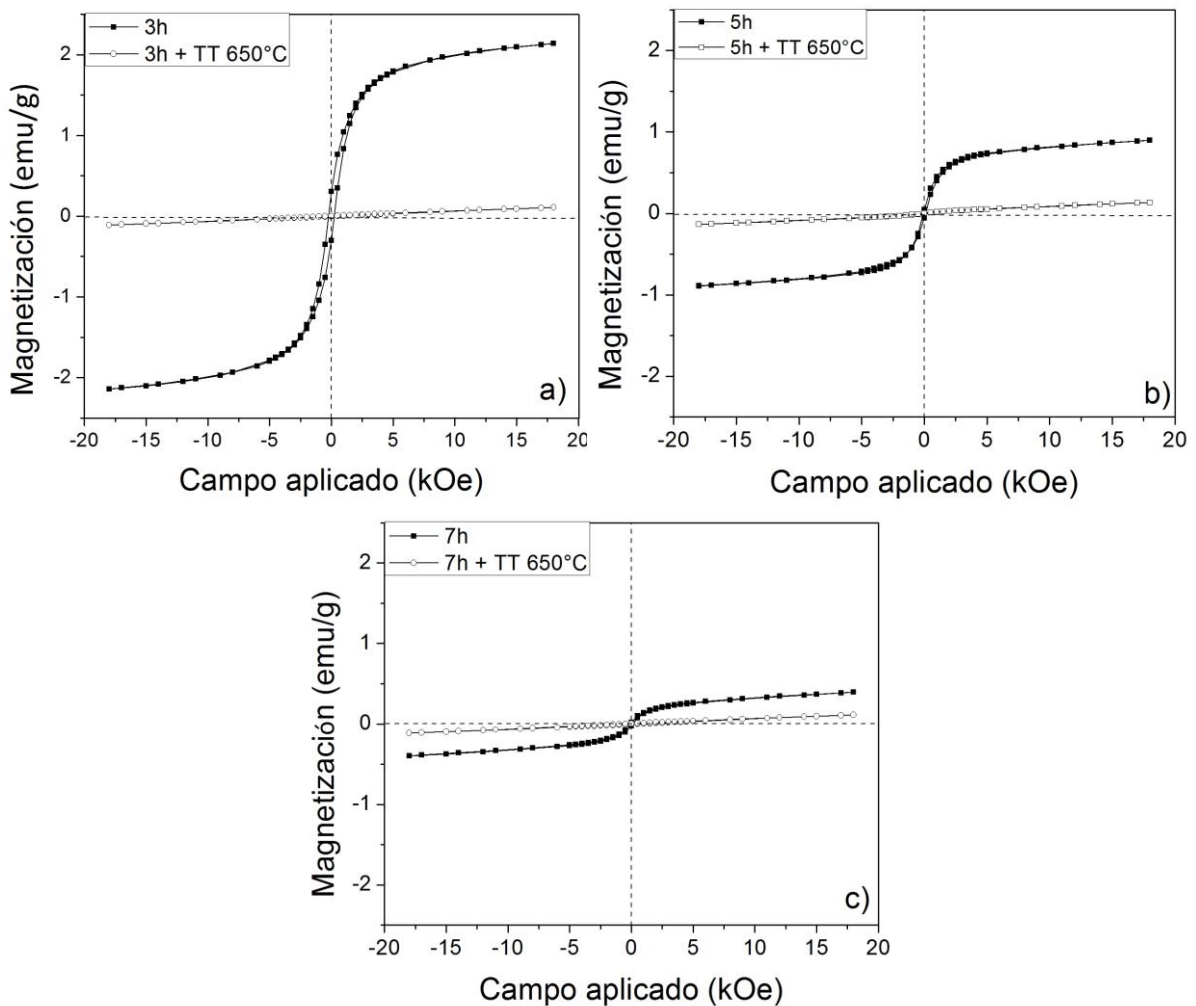 3h
3h + TT 650°C
Magnetización (emu/g)
2
1
0
-1
-2
-20 -15 -10 -5 0 5 10 15 20
Campo aplicado (kOe)
a)
5h
5h + TT 650°C
Magnetización (emu/g)
2
1
0
-1
-2
-20 -15 -10 -5 0 5 10 15 20
Campo aplicado (kOe)
b)
7h
7h + TT 650°C
Magnetización (emu/g)
2
1
0
-1
-2
-20 -15 -10 -5 0 5 10 15 20
Campo aplicado (kOe)
c)